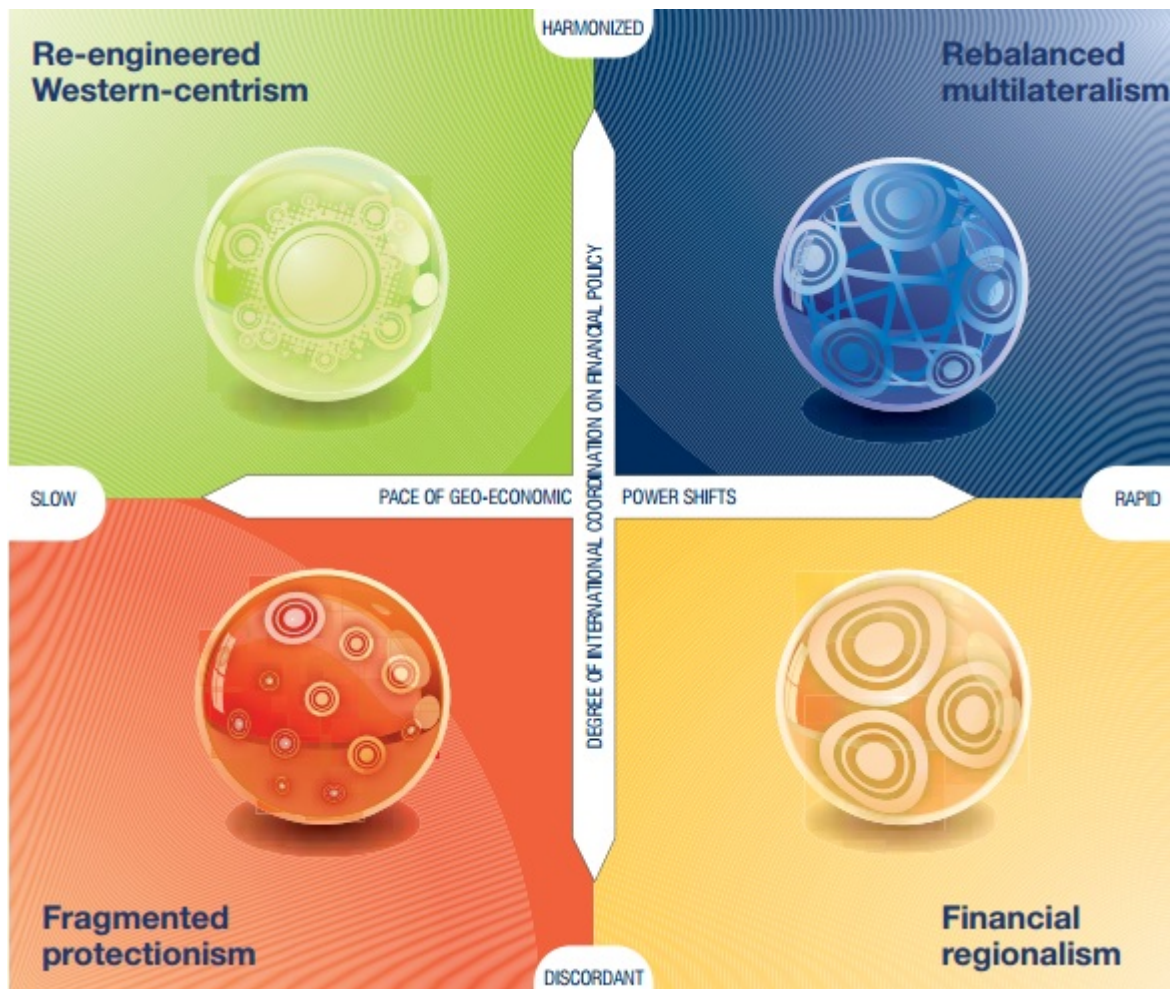 HARMONIZED
Re-engineered
Western-centrism
Rebalanced
multilateralism
DEGREE OF INTERNATIONAL COORDINATION ON FINANCIAL POLICY
SLOW
PACE OF GEO-ECONOMIC POWER SHIFTS
RAPID
Fragmented
protectionism
Financial
regionalism
DISCORDANT